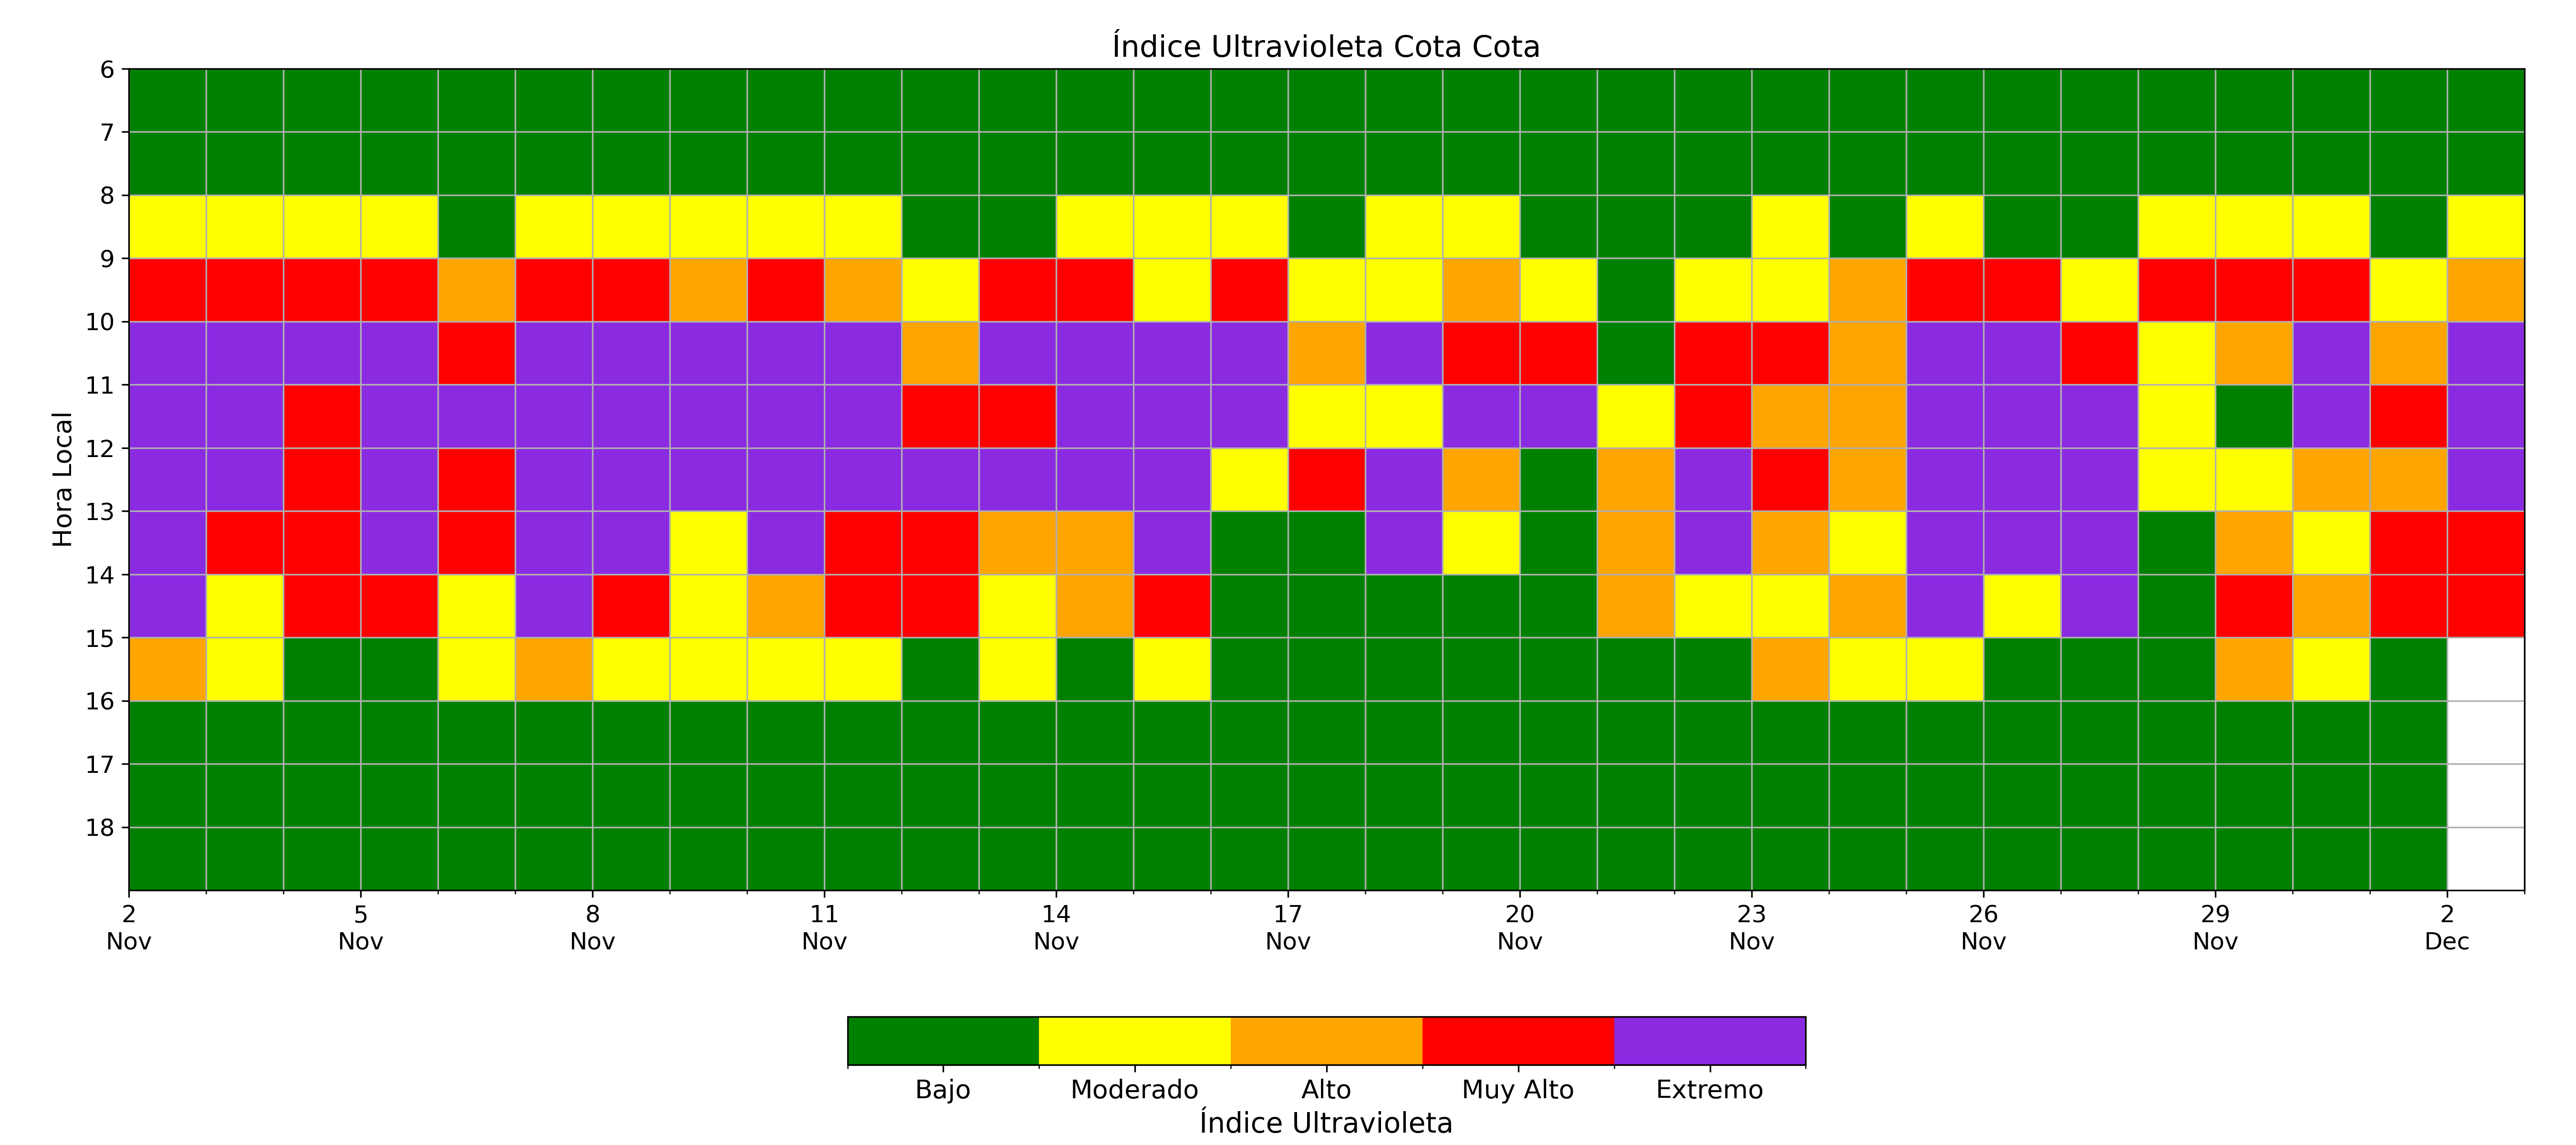 Índice Ultravioleta Cota Cota
Hora Local
6
7
8
9
10
11
12
13
14
15
16
17
18
2 5 8 11 14 17 20 23 26 29 2
Nov Nov Nov Nov Nov Nov Nov Nov Nov Nov Dec
Bajo Moderado Alto Muy Alto Extremo
Índice Ultravioleta